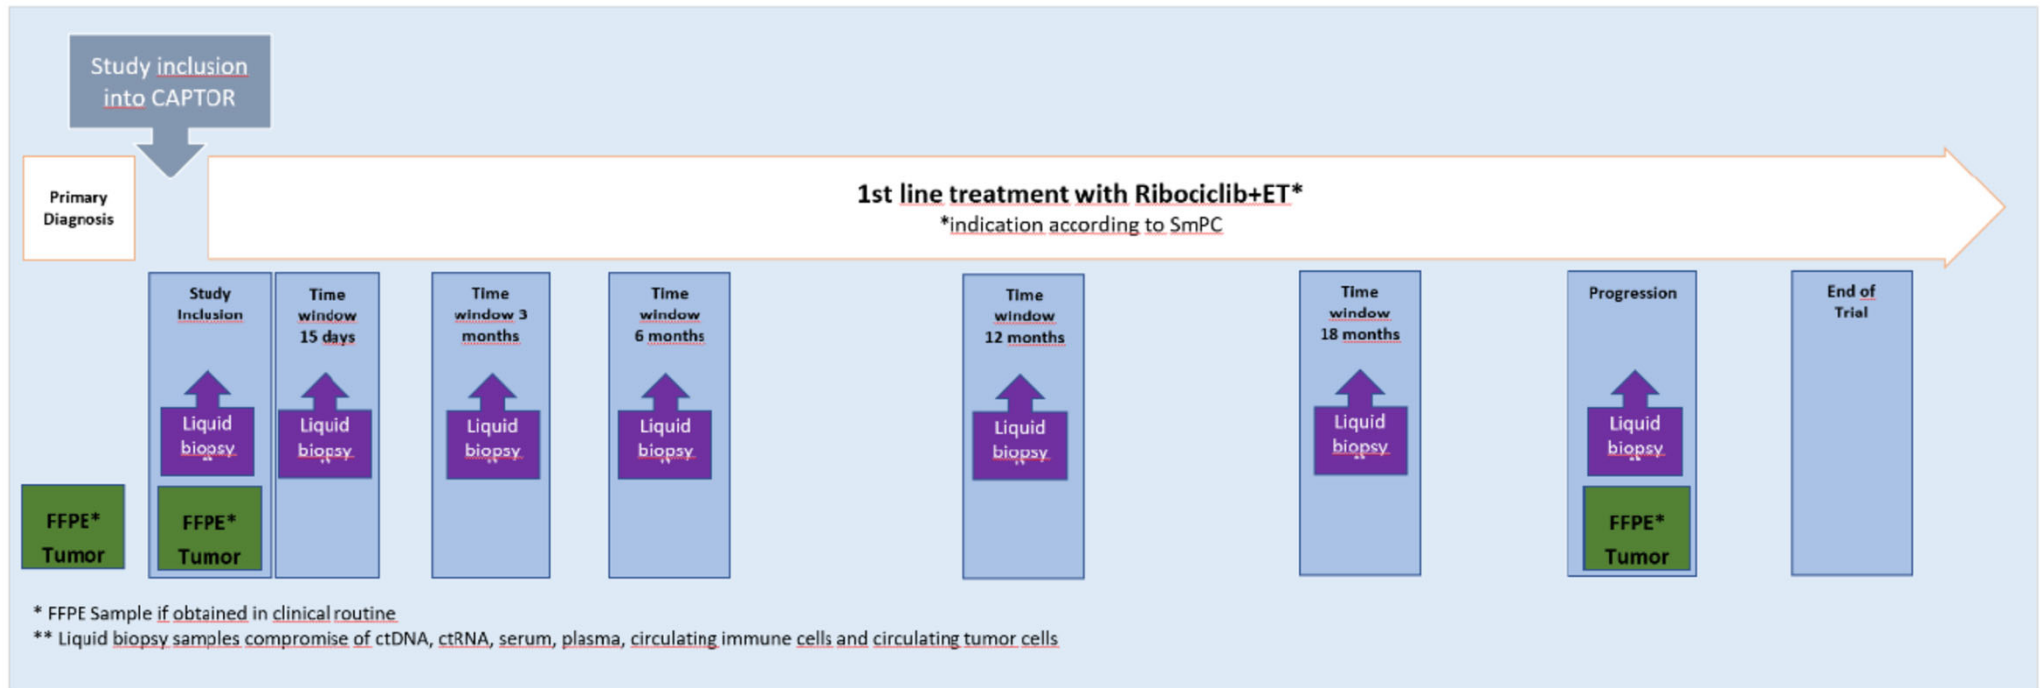 Study inclusion
into CAPTOR
Primary
Diagnosis
1st line treatment with Ribociclib+ET*
*indication according to SmPC
Study
Inclusion
Time
window
15 days
Time
window 3
months
Time
window
6 months
Time
window
12 months
Time
window
18 months
Progression
End of
Trial
Liquid
biopsy
**
Liquid
biopsy
**
Liquid
biopsy
**
Liquid
biopsy
**
Liquid
biopsy
**
Liquid
biopsy
**
Liquid
biopsy
**
FFPE*
Tumor
FFPE*
Tumor
FFPE*
Tumor
* FFPE Sample if obtained in clinical routine
** Liquid biopsy samples compromise of ctDNA, ctRNA, serum, plasma, circulating immune cells and circulating tumor cells